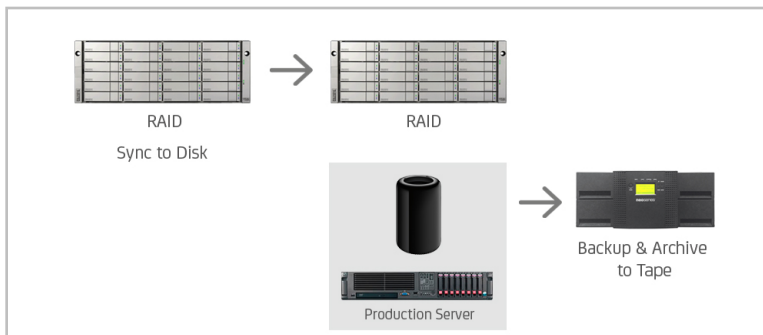 RAID
RAID
Sync to Disk
Production Server
Backup & Archive
to Tape